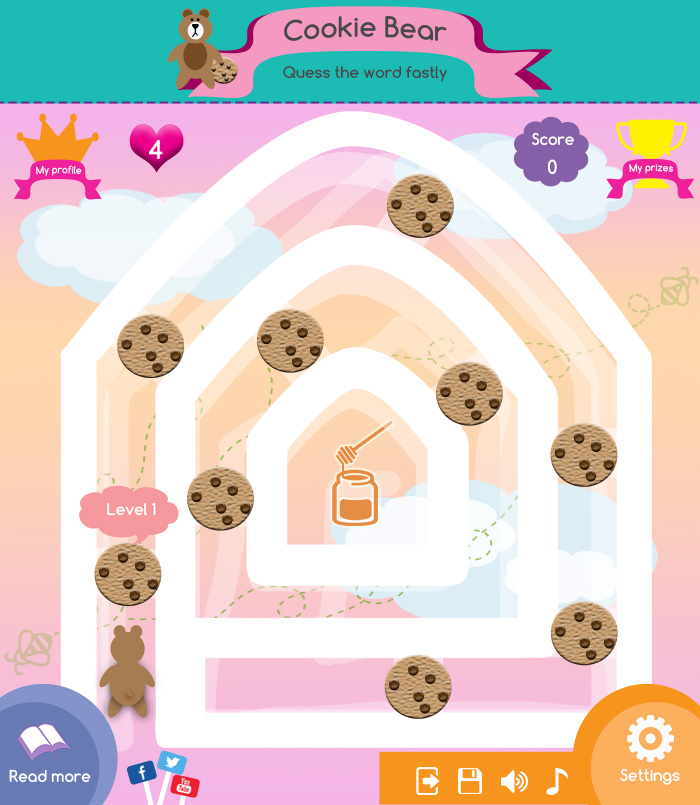 Cookie Bear
Quess the word fastly
My profile
4
Score
0
My prizes
Level 1
Read more
You
Tube
Settings